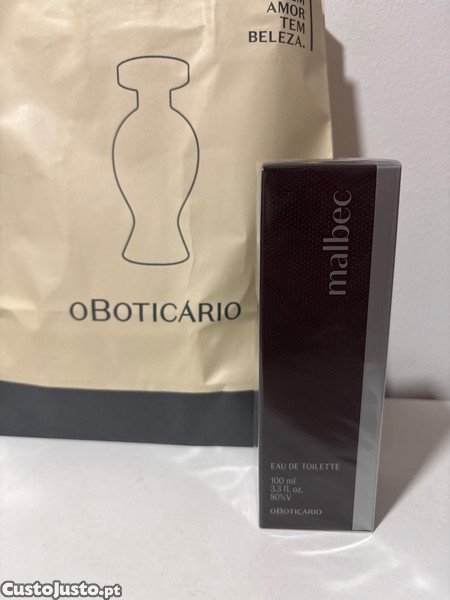 AMOR
TEM
BELEZA.
oBOTICÁRIO
malbec
EAU DE TOILETTE
100 ml
3.3 fl. oz.
80%V
oBOTICÁRIO
CustoJusto.pt